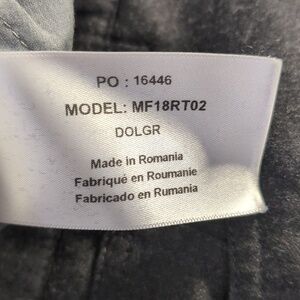 PO : 16446
MODEL: MF18RT02
DOLGR
Made in Romania
Fabriqué en Roumanie
Fabricado en Rumania